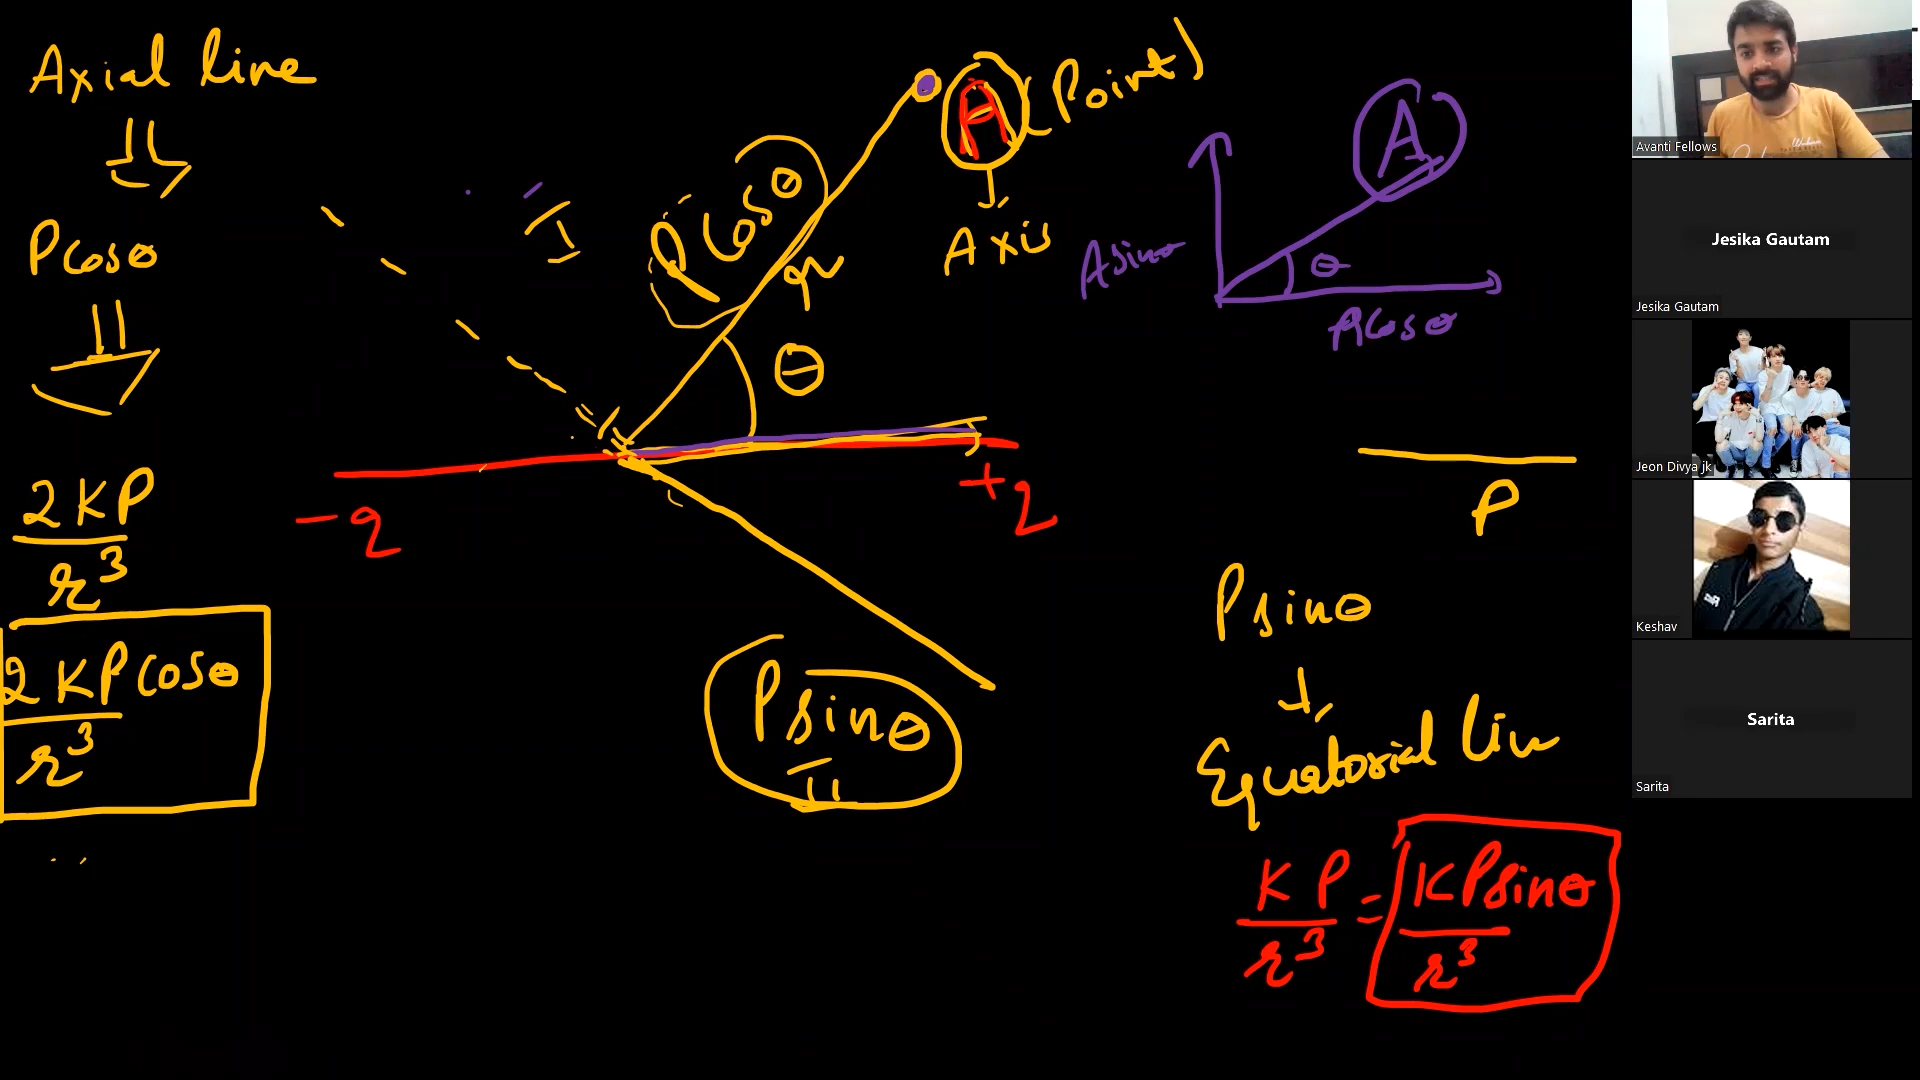 Axial line
Pcosθ
2KP
r³
2KPcosθ
r³
Pcosθ
r
θ
-q
+q
Psinθ
A (Point)
Axis
A
Asinθ
θ
Acosθ
P
Psinθ
Equatorial Line
KP = KPsinθ
r³ r³
Avanti Fellows
Jesika Gautam
Jesika Gautam
Jeon Divya jk
Keshav
Sarita
Sarita